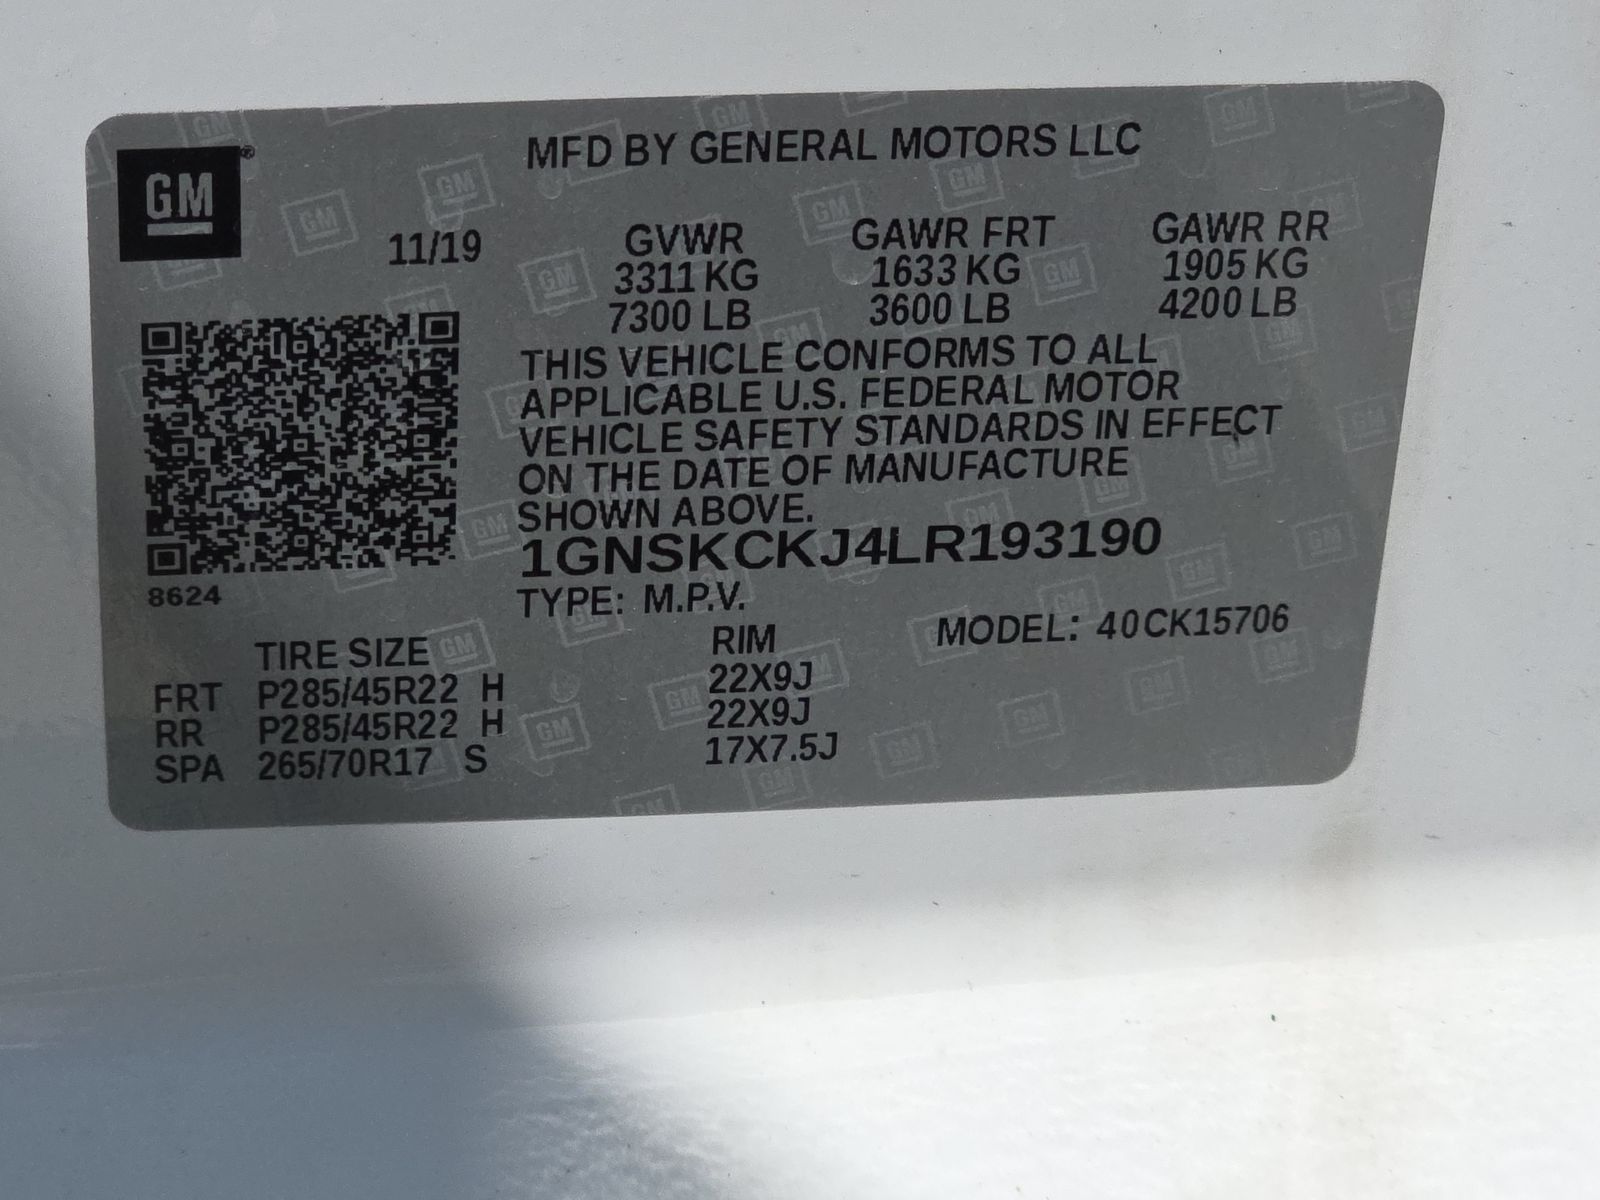 GM
MFD BY GENERAL MOTORS LLC
11/19
GVWR GAWR FRT GAWR RR
3311 KG 1633 KG 1905 KG
7300 LB 3600 LB 4200 LB
THIS VEHICLE CONFORMS TO ALL
APPLICABLE U.S. FEDERAL MOTOR
VEHICLE SAFETY STANDARDS IN EFFECT
ON THE DATE OF MANUFACTURE
SHOWN ABOVE.
1GNSKCKJ4LR193190
8624
TYPE: M.P.V.
MODEL: 40CK15706
TIRE SIZE RIM
FRT P285/45R22 H 22X9J
RR P285/45R22 H 22X9J
SPA 265/70R17 S 17X7.5J